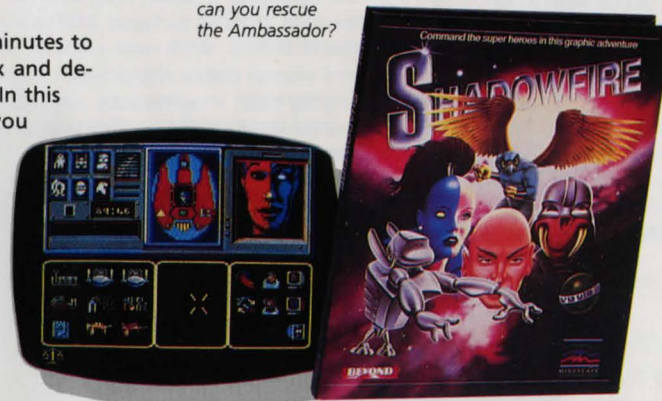 inutes to
x and de-
In this
you
can you rescue
the Ambassador?
Command the super heroes in this graphic adventure
SHADOWFIRE
BEYOND
MINDSCAPE